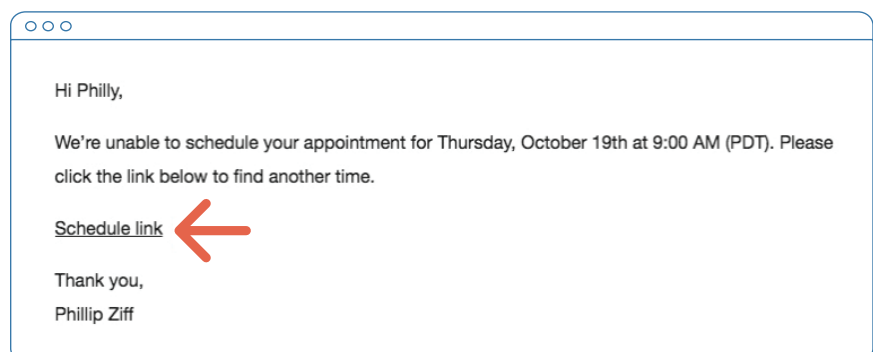 Hi Philly,
We're unable to schedule your appointment for Thursday, October 19th at 9:00 AM (PDT). Please
click the link below to find another time.
Schedule link
Thank you,
Phillip Ziff